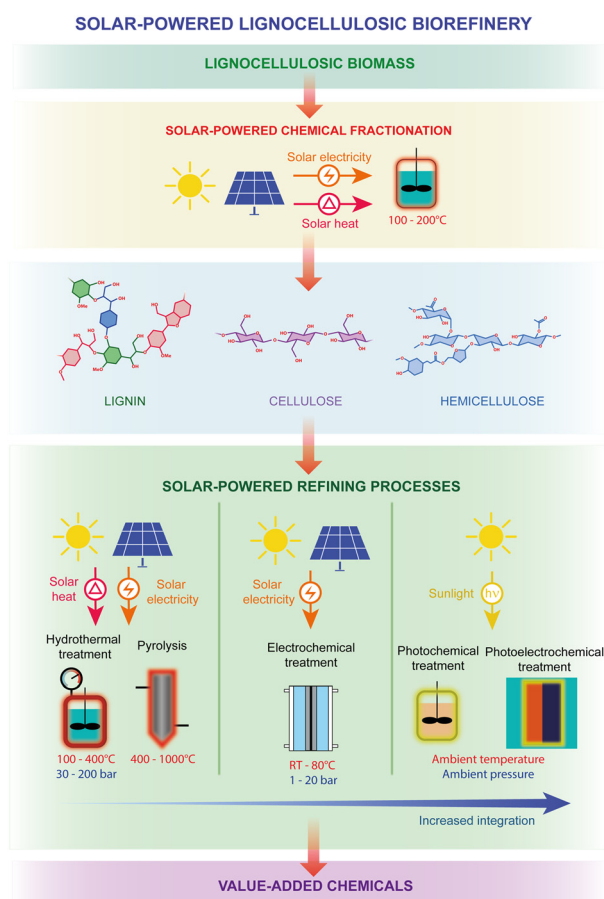 SOLAR-POWERED LIGNOCELLULOSIC BIOREFINERY
LIGNOCELLULOSIC BIOMASS
SOLAR-POWERED CHEMICAL FRACTIONATION
Solar electricity
Solar heat
100 - 200°C
LIGNIN
CELLULOSE
HEMICELLULOSE
SOLAR-POWERED REFINING PROCESSES
Solar
heat
Solar
electricity
Solar
electricity
Sunlight
hν
Hydrothermal
treatment
Pyrolysis
Electrochemical
treatment
Photochemical
treatment
Photoelectrochemical
treatment
100 - 400°C
30 - 200 bar
400 - 1000°C
RT - 80°C
1 - 20 bar
Ambient temperature
Ambient pressure
Increased integration
VALUE-ADDED CHEMICALS